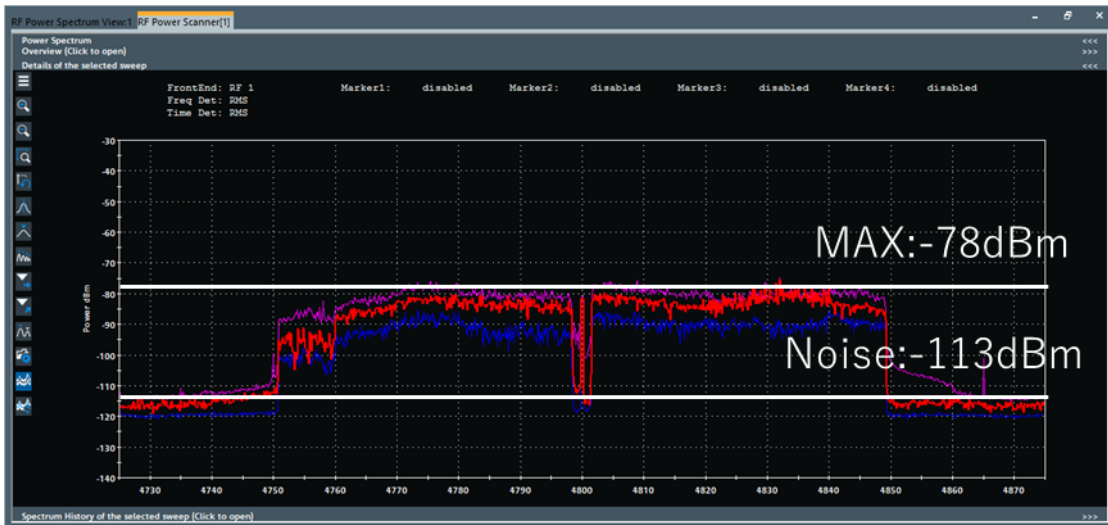 RF Power Spectrum View:1 RF Power Scanner[1]
Power Spectrum <<<
Overview (Click to open) >>>
Details of the selected sweep <<<
FrontEnd: RF 1 Marker1: disabled Marker2: disabled Marker3: disabled Marker4: disabled
Freq Det: RMS
Time Det: RMS
-30
-40
-50
-60
MAX:-78dBm
-70
-80
Power dBm
-90
Noise:-113dBm
-100
-110
-120
-130
-140
4730 4740 4750 4760 4770 4780 4790 4800 4810 4820 4830 4840 4850 4860 4870
Spectrum History of the selected sweep (Click to open) >>>